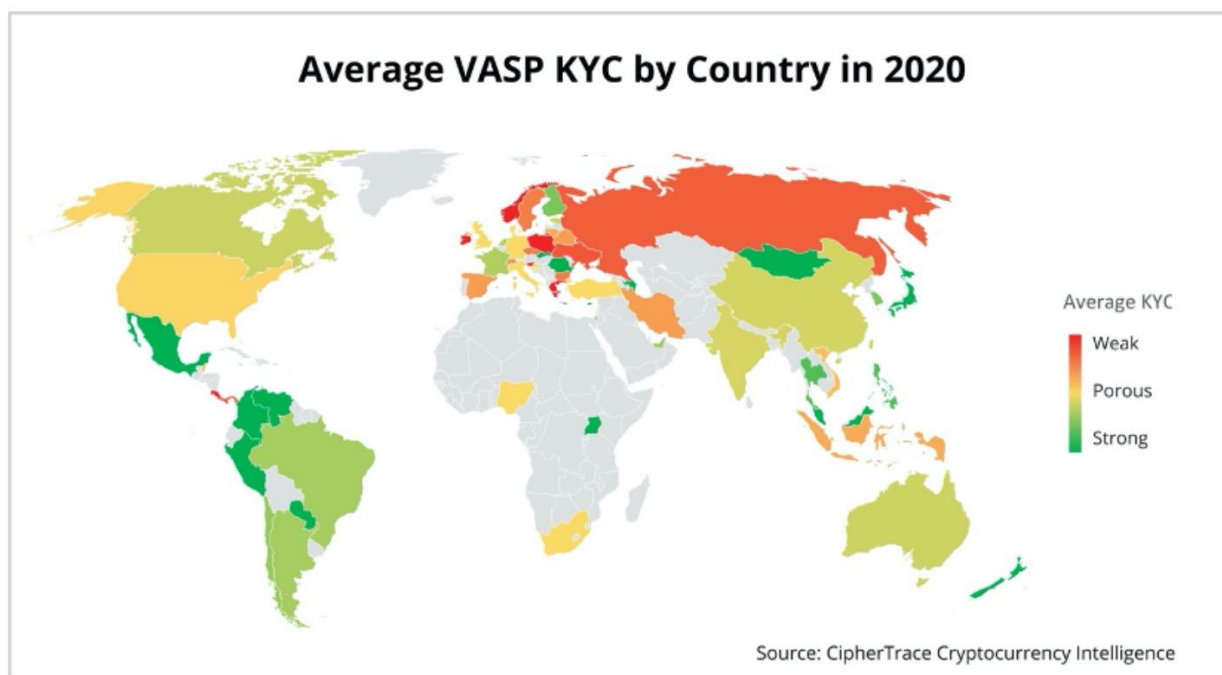 Average VASP KYC by Country in 2020
Average KYC
Weak
Porous
Strong
Source: CipherTrace Cryptocurrency Intelligence